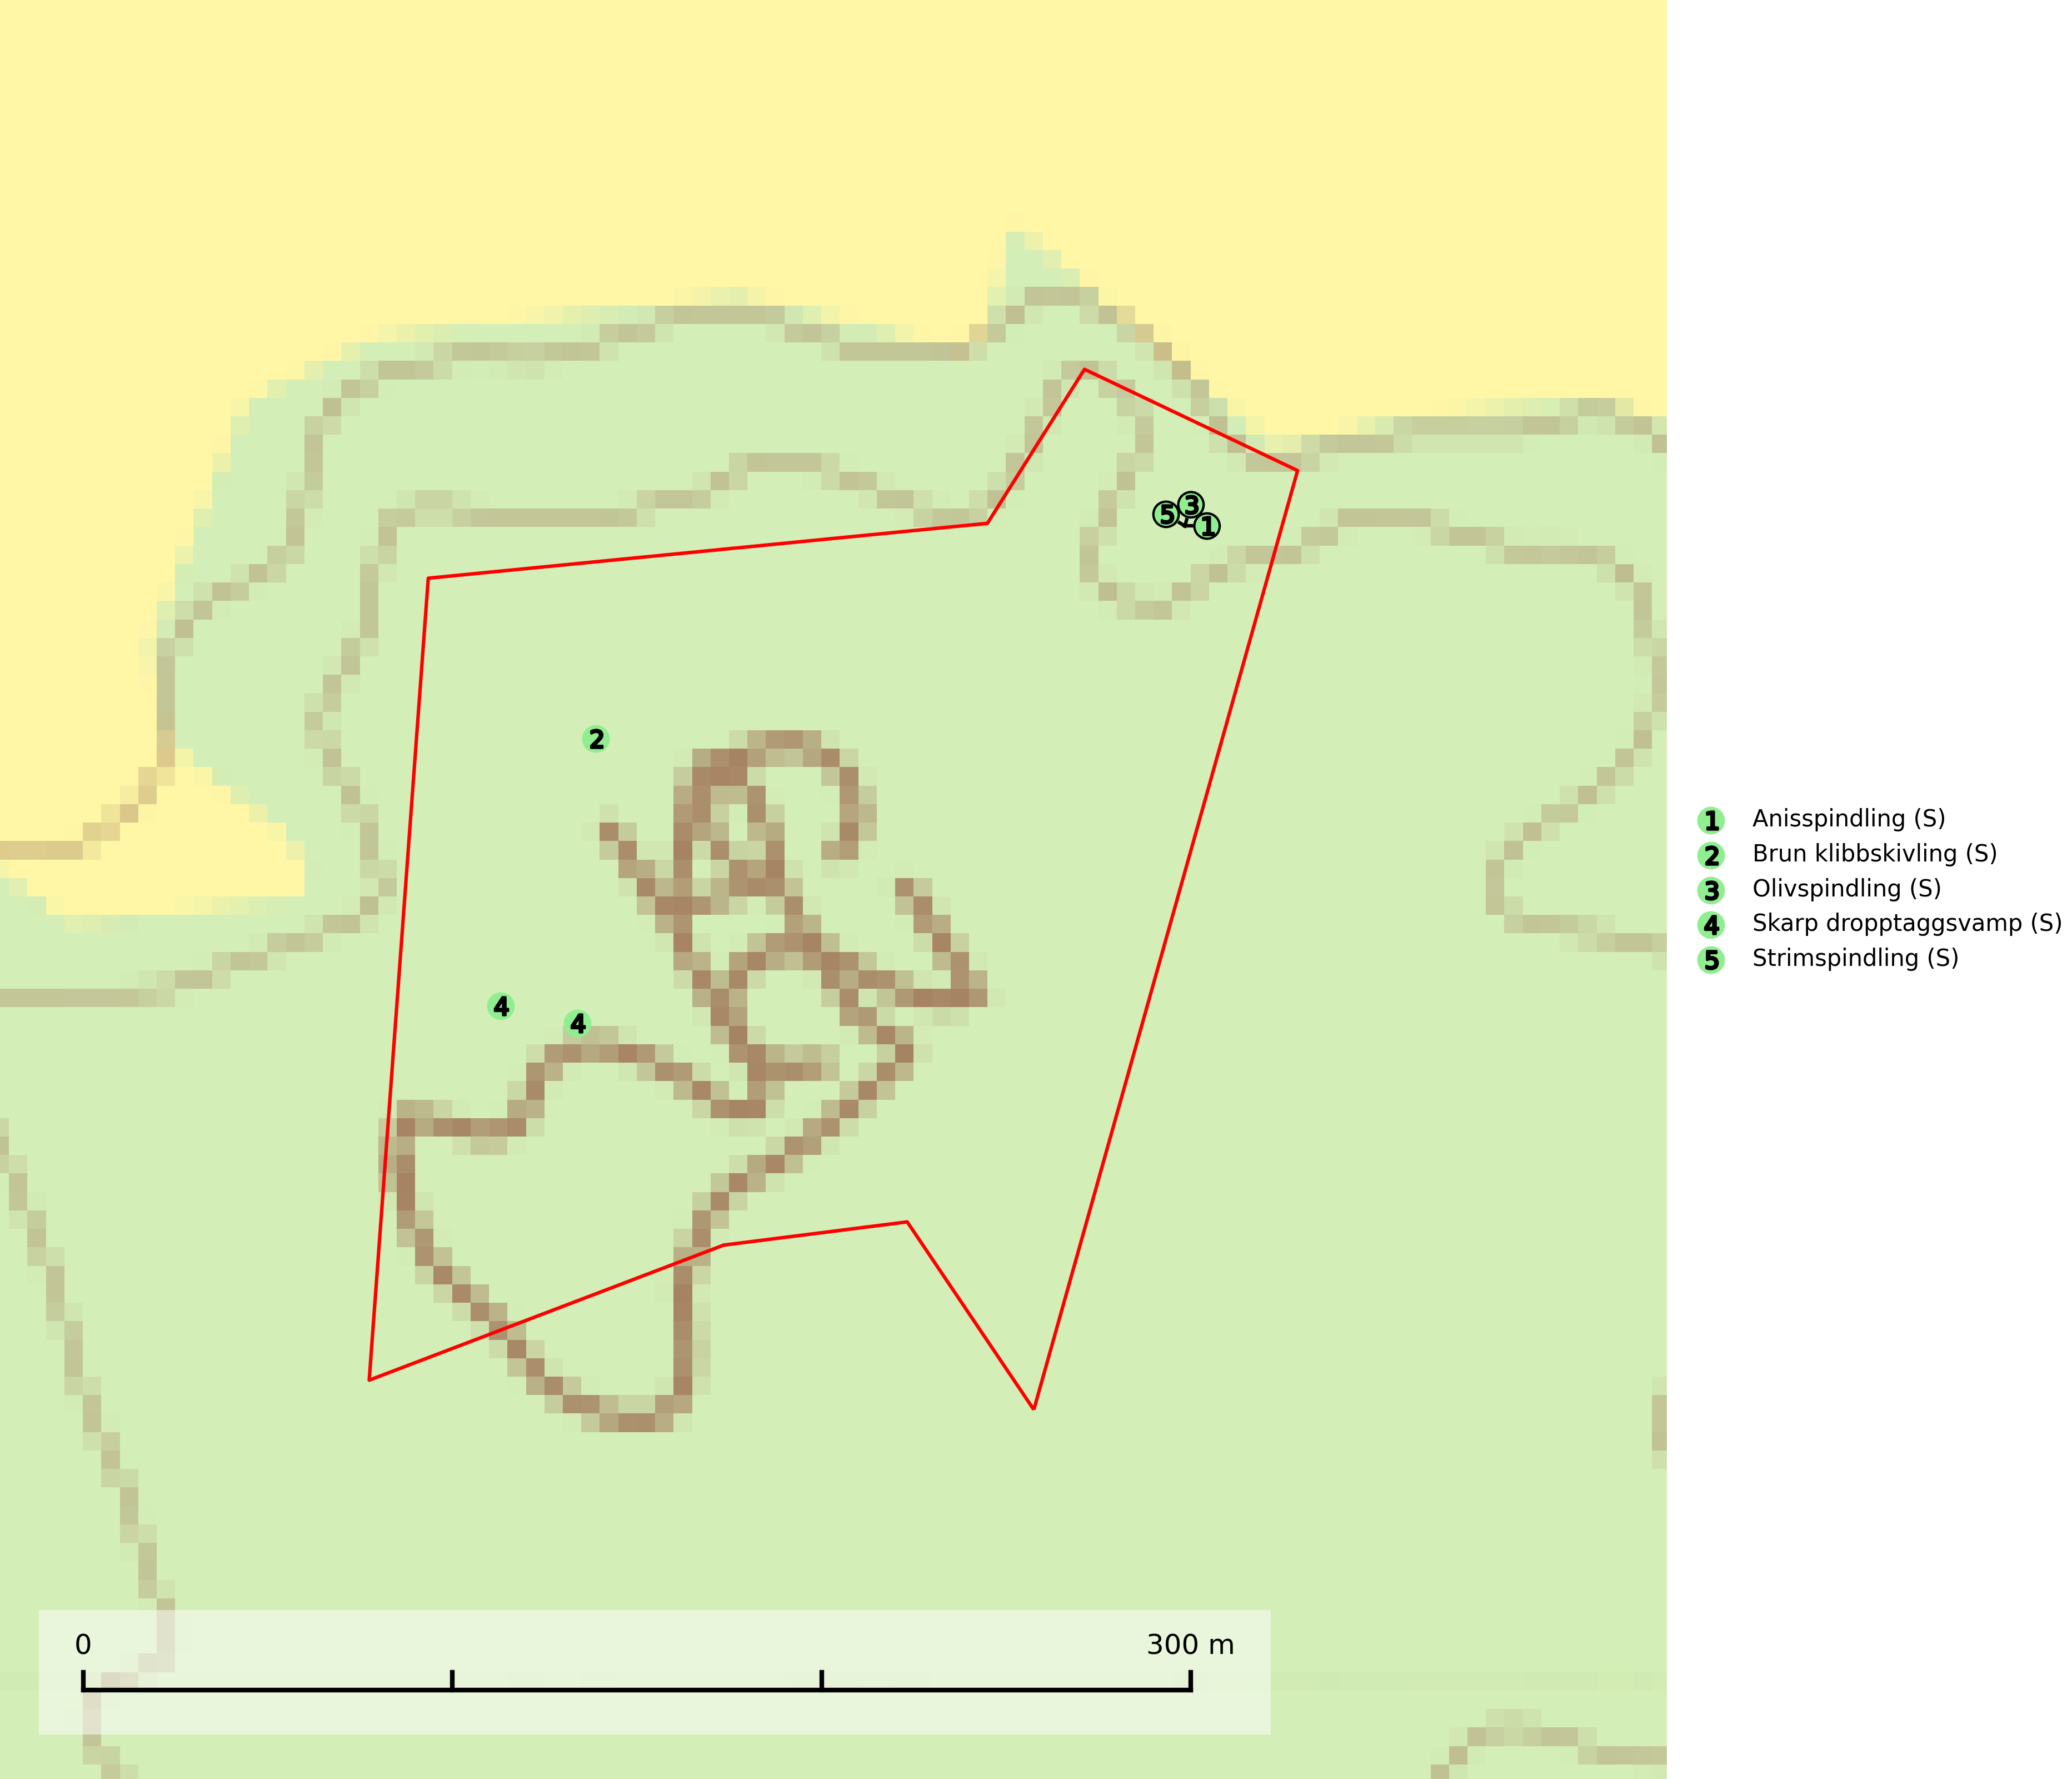 3
5
1
2
4
4
1 Anisspindling (S)
2 Brun klibbskivling (S)
3 Olivspindling (S)
4 Skarp dropptaggsvamp (S)
5 Strimspindling (S)
0 300 m